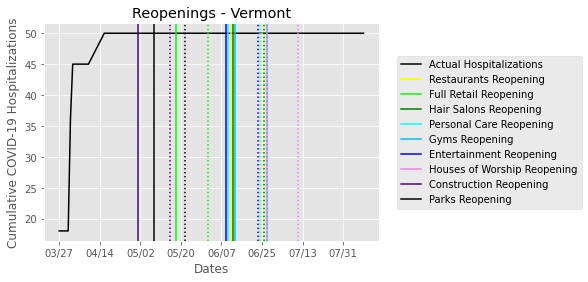 Reopenings - Vermont
Cumulative COVID-19 Hospitalizations
50
45
40
35
30
25
20
03/27
04/14
05/02
05/20
06/07
06/25
07/13
07/31
Dates
Actual Hospitalizations
Restaurants Reopening
Full Retail Reopening
Hair Salons Reopening
Personal Care Reopening
Gyms Reopening
Entertainment Reopening
Houses of Worship Reopening
Construction Reopening
Parks Reopening